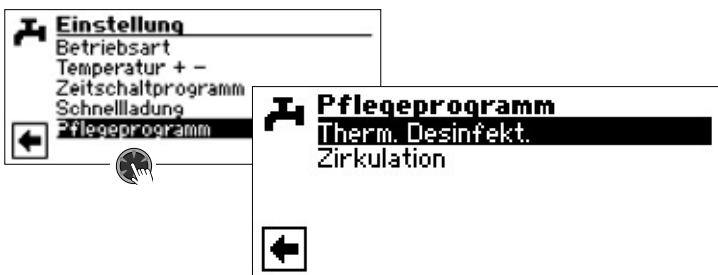 Einstellung
Betriebsart
Temperatur + −
Zeitschaltprogramm
Schnellladung
Pflegeprogramm
Pflegeprogramm
Therm. Desinfekt.
Zirkulation